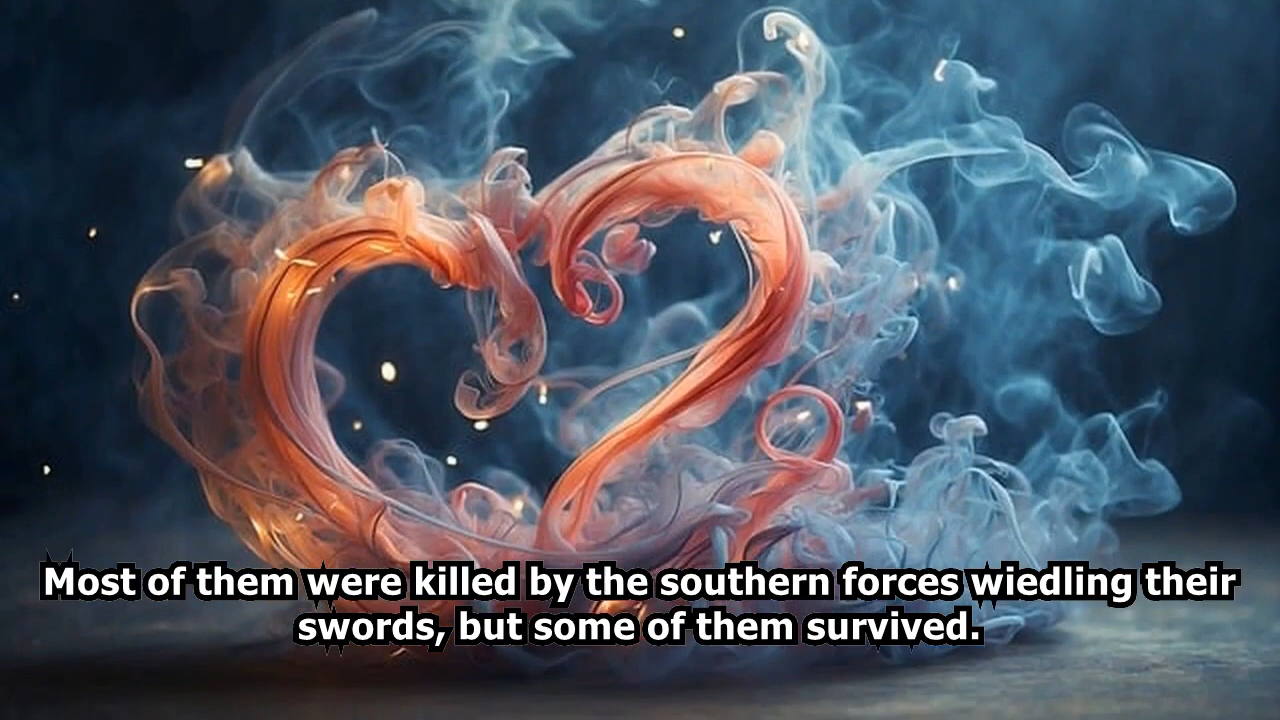 Most of them were killed by the southern forces wiedling their
swords, but some of them survived.